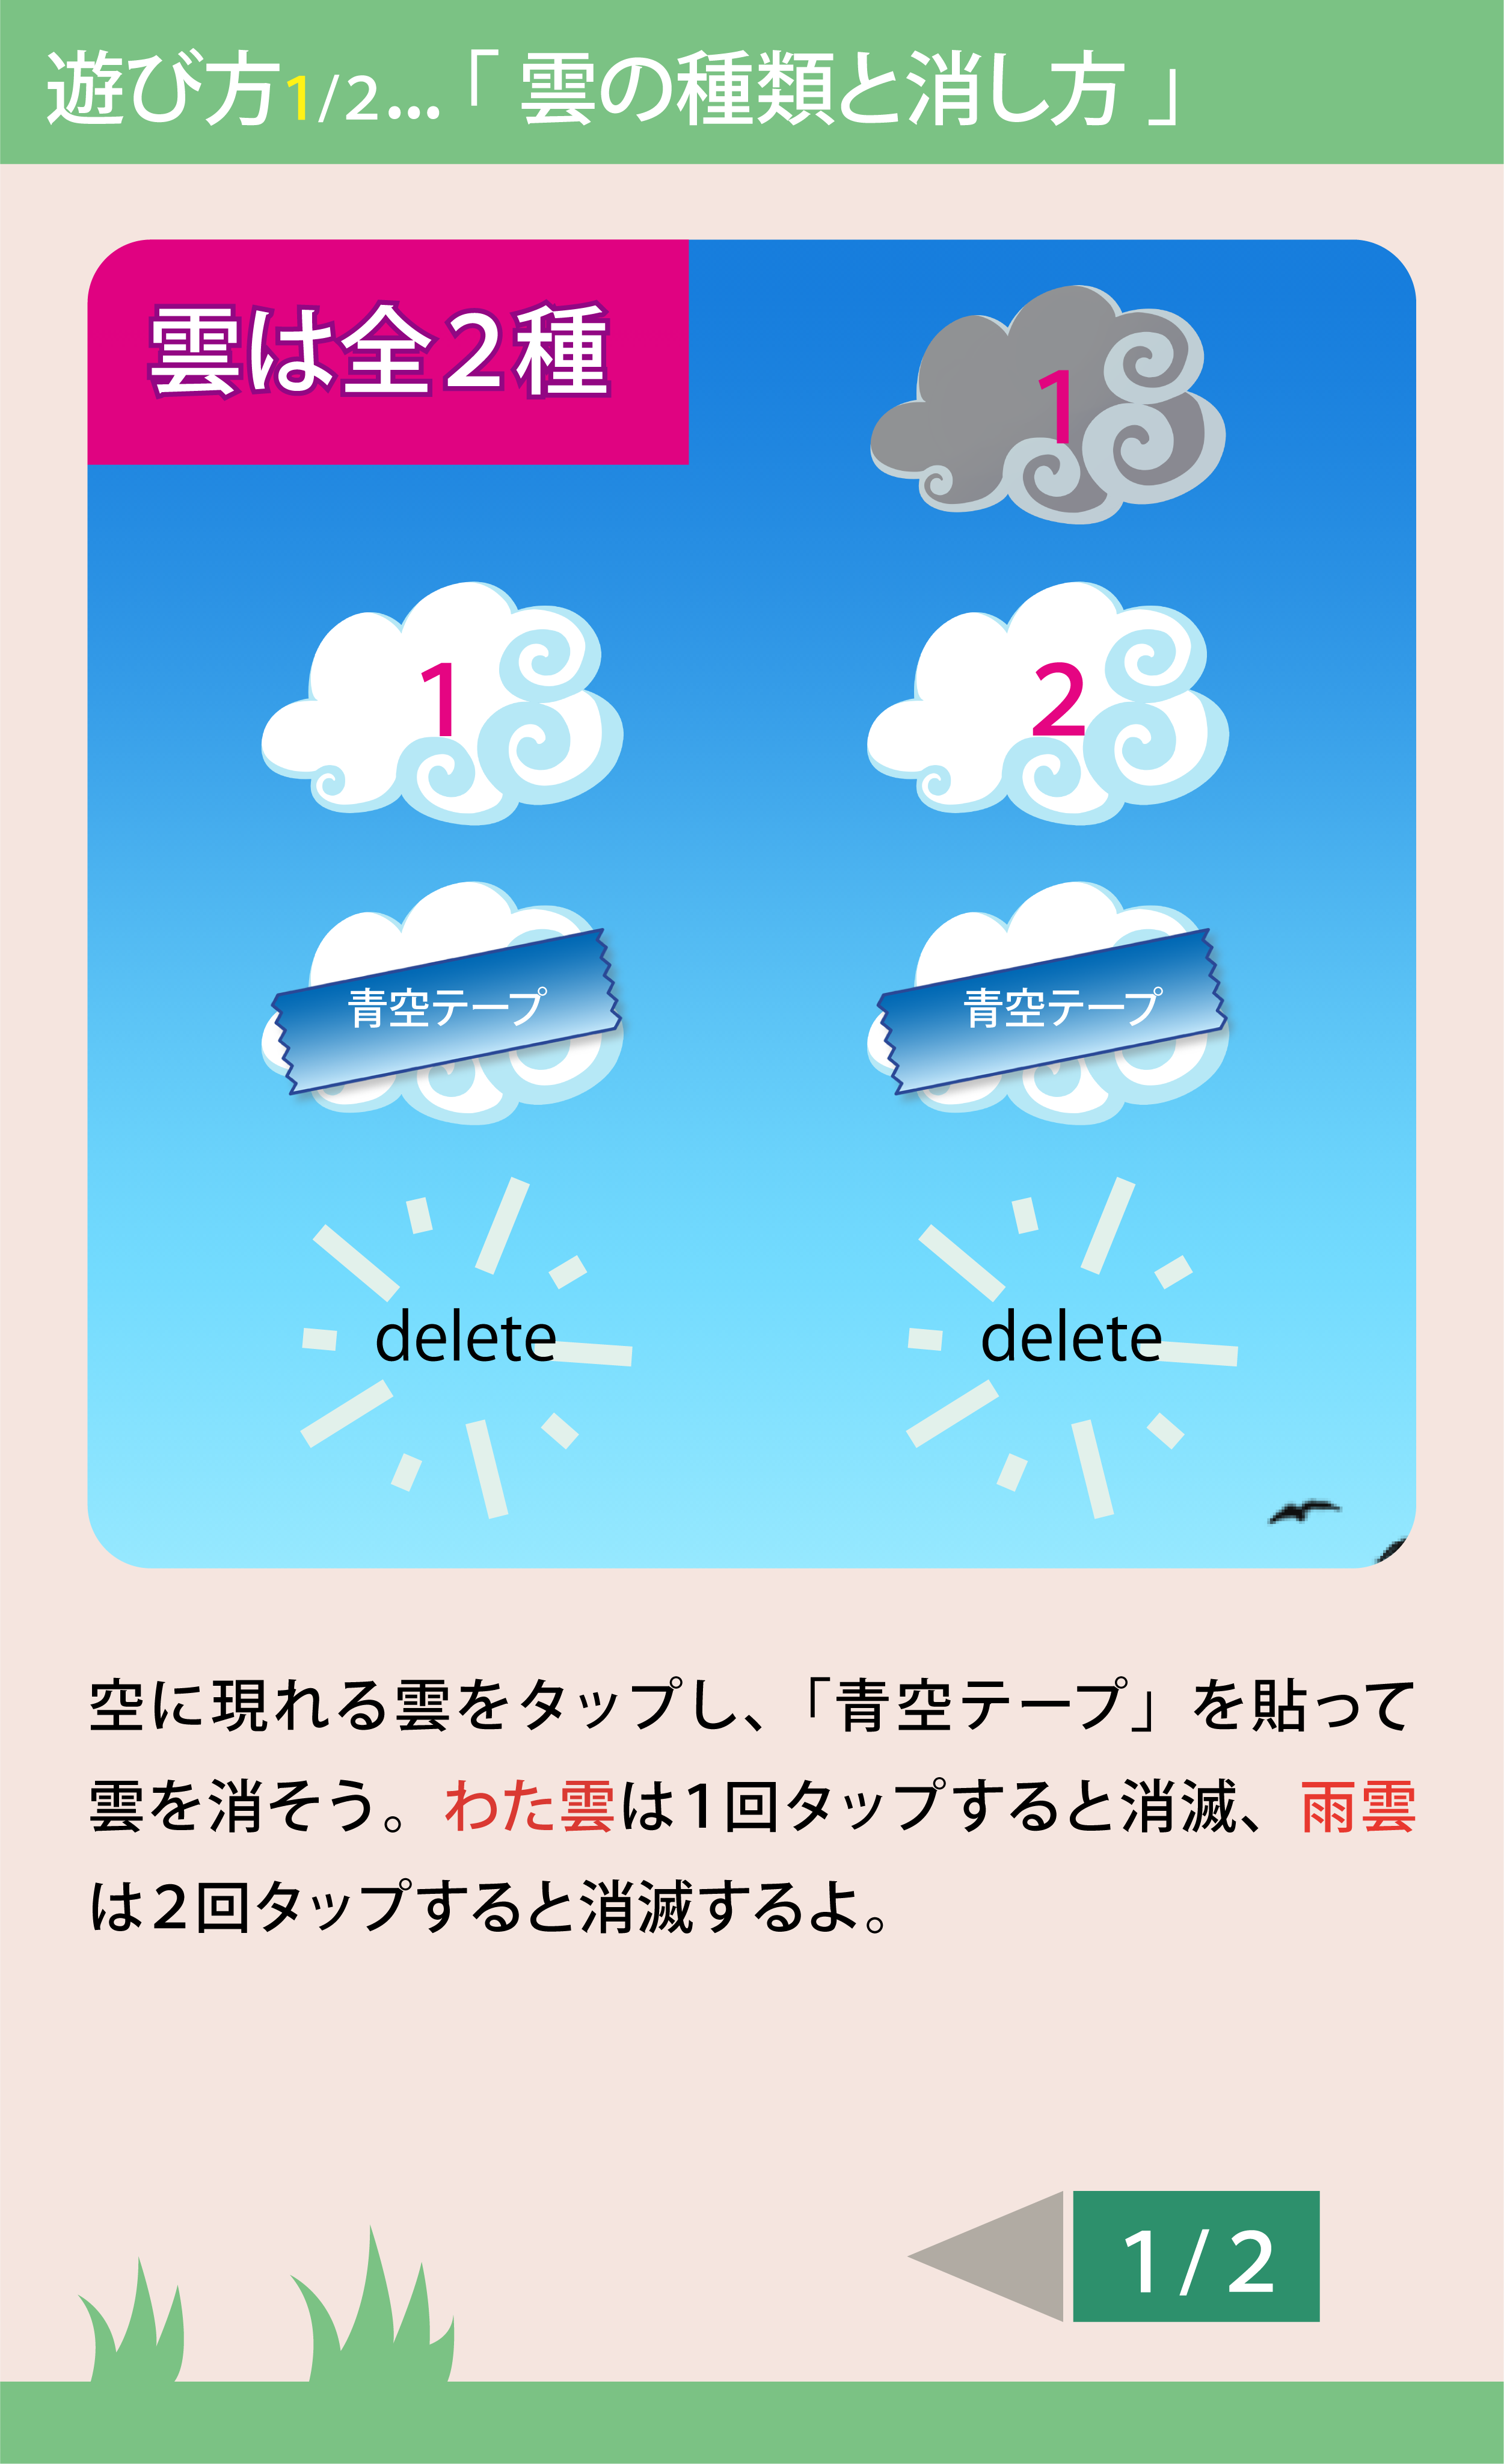 遊び方1/2...「 雲の種類と消し方 」
雲は全2種
1
1
2
青空テープ
青空テープ
delete
delete
空に現れる雲をタップし、「青空テープ」を貼って
雲を消そう。わた雲は1回タップすると消滅、雨雲
は2回タップすると消滅するよ。
1 / 2